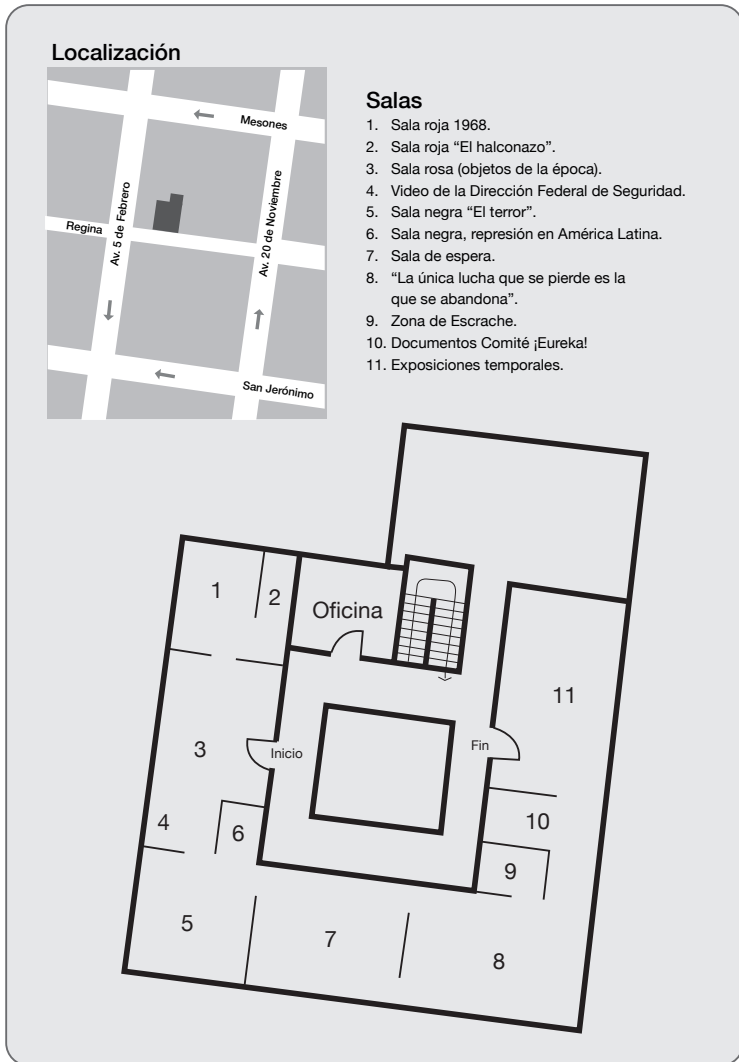 Localización
Mesones
Av. 5 de Febrero
Av. 20 de Noviembre
Regina
San Jerónimo
Salas
1. Sala roja 1968.
2. Sala roja “El halconazo”.
3. Sala rosa (objetos de la época).
4. Video de la Dirección Federal de Seguridad.
5. Sala negra “El terror”.
6. Sala negra, represión en América Latina.
7. Sala de espera.
8. “La única lucha que se pierde es la
que se abandona”.
9. Zona de Escrache.
10. Documentos Comité ¡Eureka!
11. Exposiciones temporales.
1
2
Oficina
11
3
Inicio
Fin
4
6
10
9
5
7
8